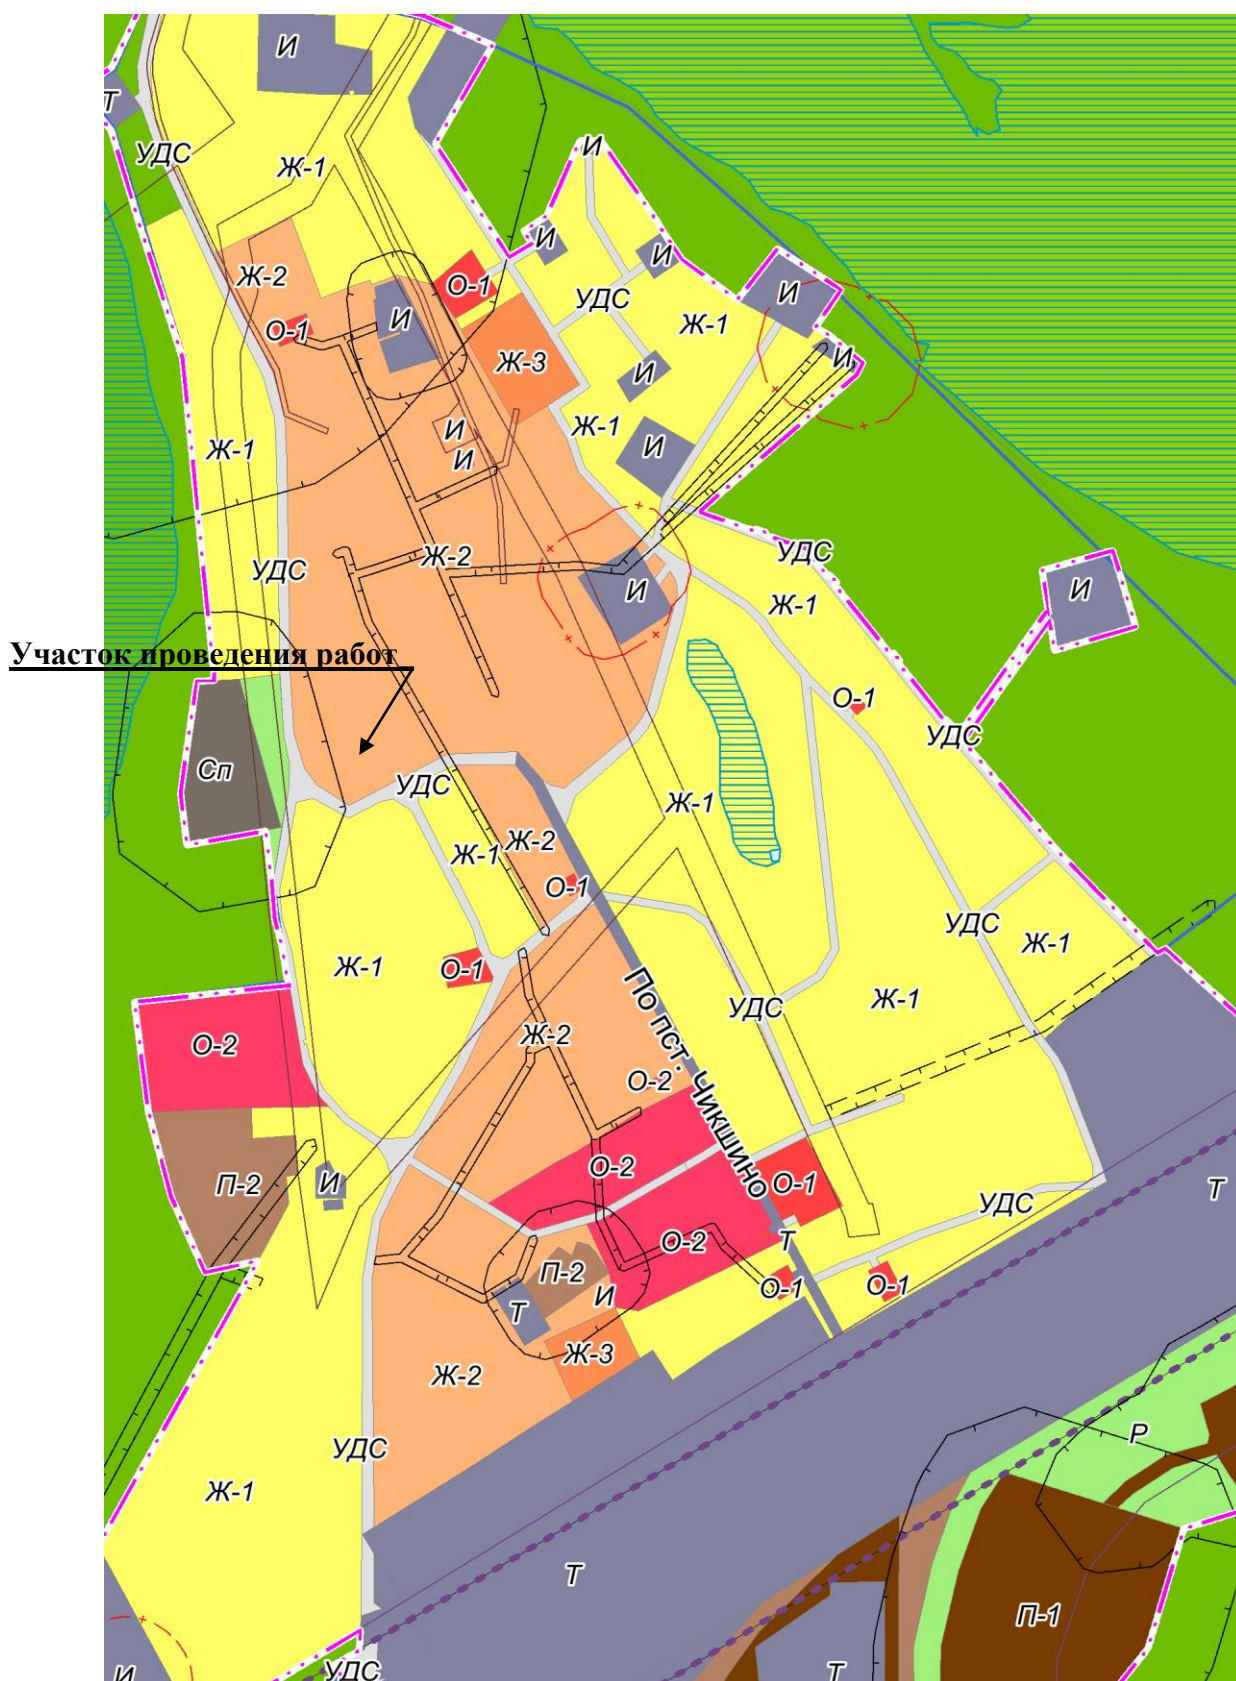 И
Т
УДС
Ж-1
И
И
И
Ж-2
О-1
И
УДС
О-1
И
Ж-1
Ж-3
И
И
Ж-1
Ж-1
И
И
И
УДС
Ж-2
УДС
И
И
Ж-1
Участок проведения работ
О-1
УДС
Сп
УДС
Ж-1
Ж-1
Ж-2
О-1
УДС
Ж-1
Ж-1
О-1
Ж-1
УДС
О-2
Ж-2
По пст. Чикшино
О-2
О-2
О-1
П-2
И
Т
УДС
О-2
Т
П-2
И
О-1
О-1
Т
Ж-3
Ж-2
Р
УДС
Ж-1
Т
П-1
И
УДС
Т